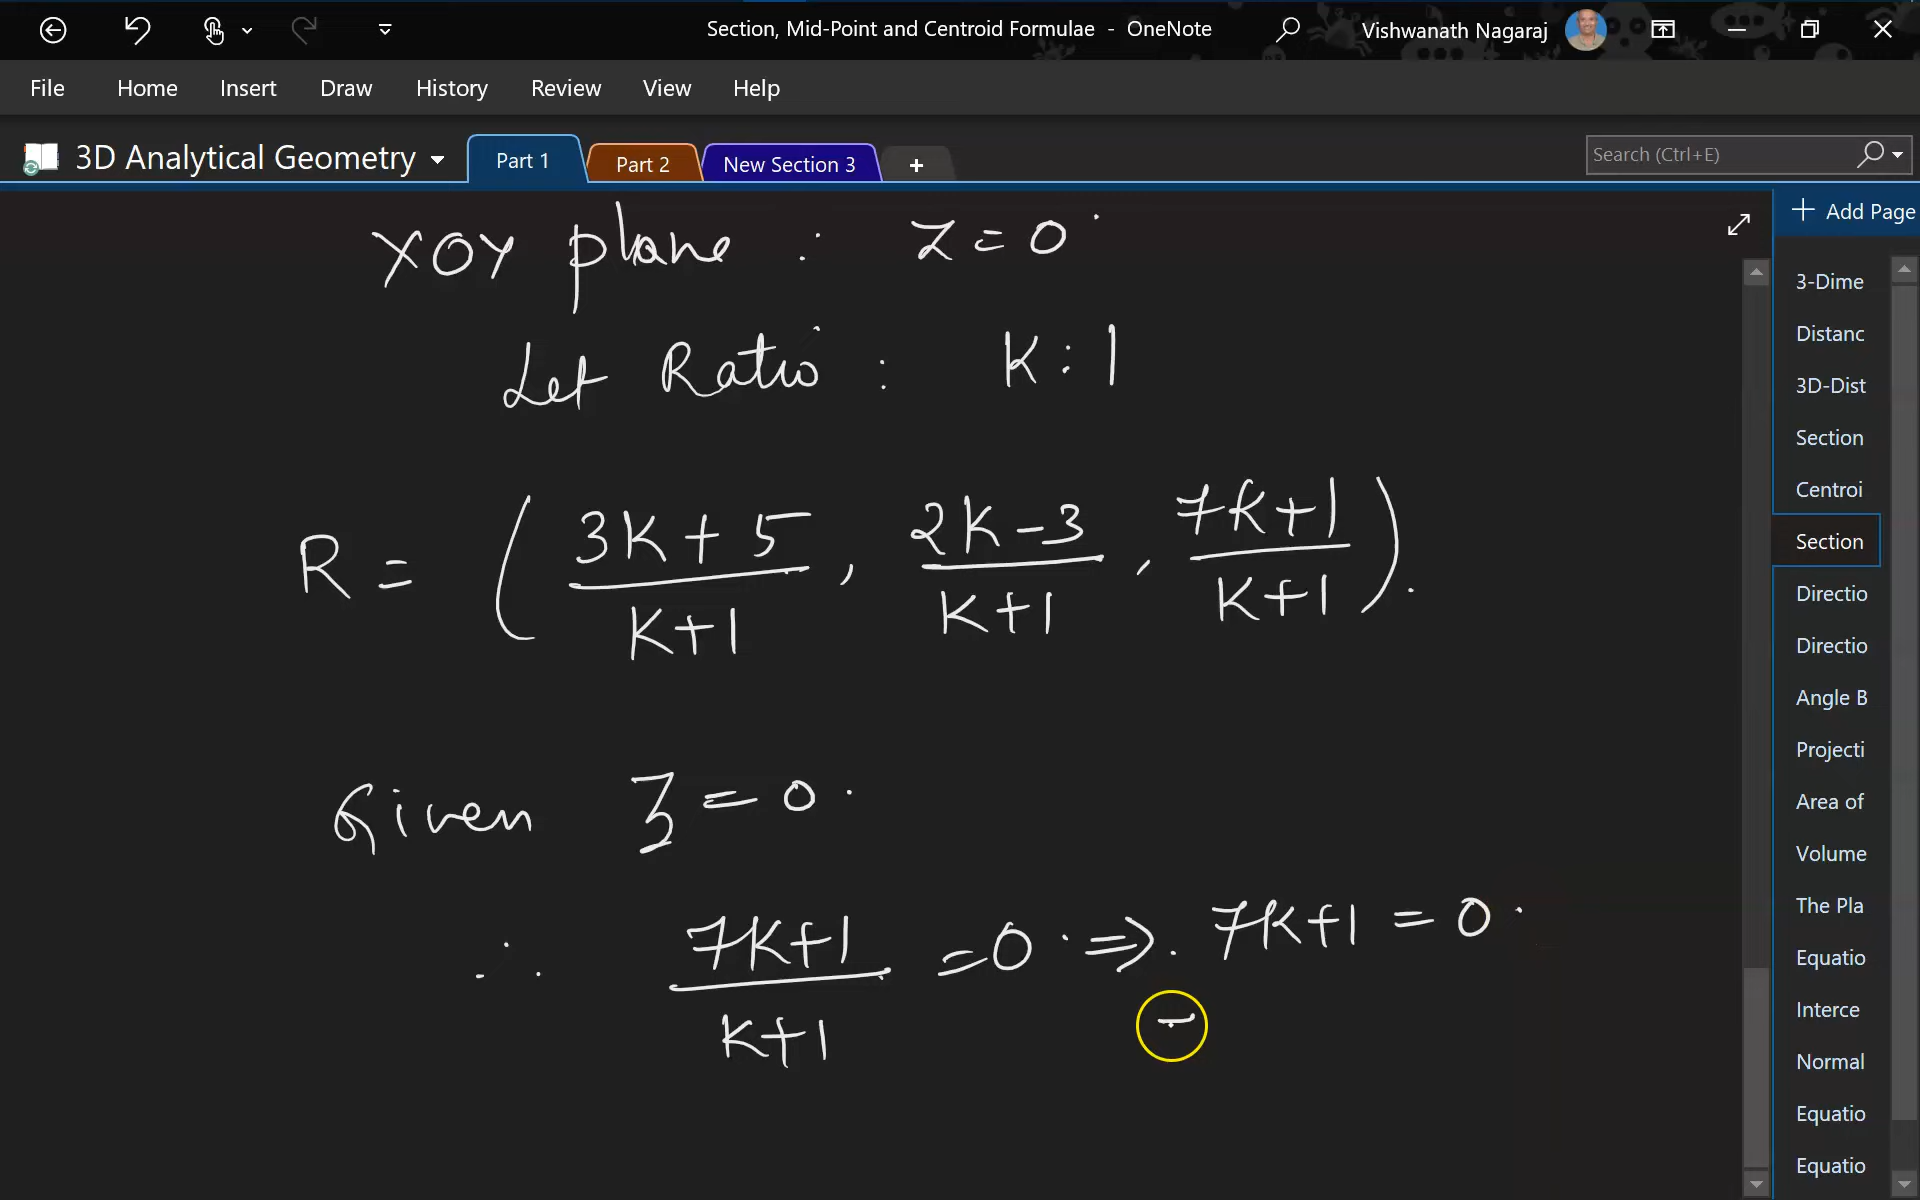 Section, Mid-Point and Centroid Formulae - OneNote
Vishwanath Nagaraj
File Home Insert Draw History Review View Help
3D Analytical Geometry
Part 1
Part 2
New Section 3
+
Search (Ctrl+E)
+ Add Page
XOY plane : Z = 0.
Let Ratio : K : 1
R = ( 3K + 5 / K+1 , 2K - 3 / K+1 , 7K+1 / K+1 ).
Given Z = 0.
∴ 7K+1 / K+1 = 0. ⇒. 7K+1 = 0.
3-Dime
Distanc
3D-Dist
Section
Centroi
Section
Directio
Directio
Angle B
Projecti
Area of
Volume
The Pla
Equatio
Interce
Normal
Equatio
Equatio